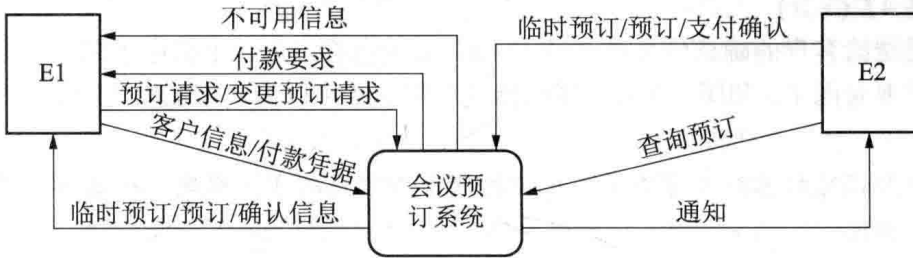 不可用信息
临时预订/预订/支付确认
付款要求
E1
E2
预订请求/变更预订请求
客户信息/付款凭据
查询预订
会议预
订系统
临时预订/预订/确认信息
通知